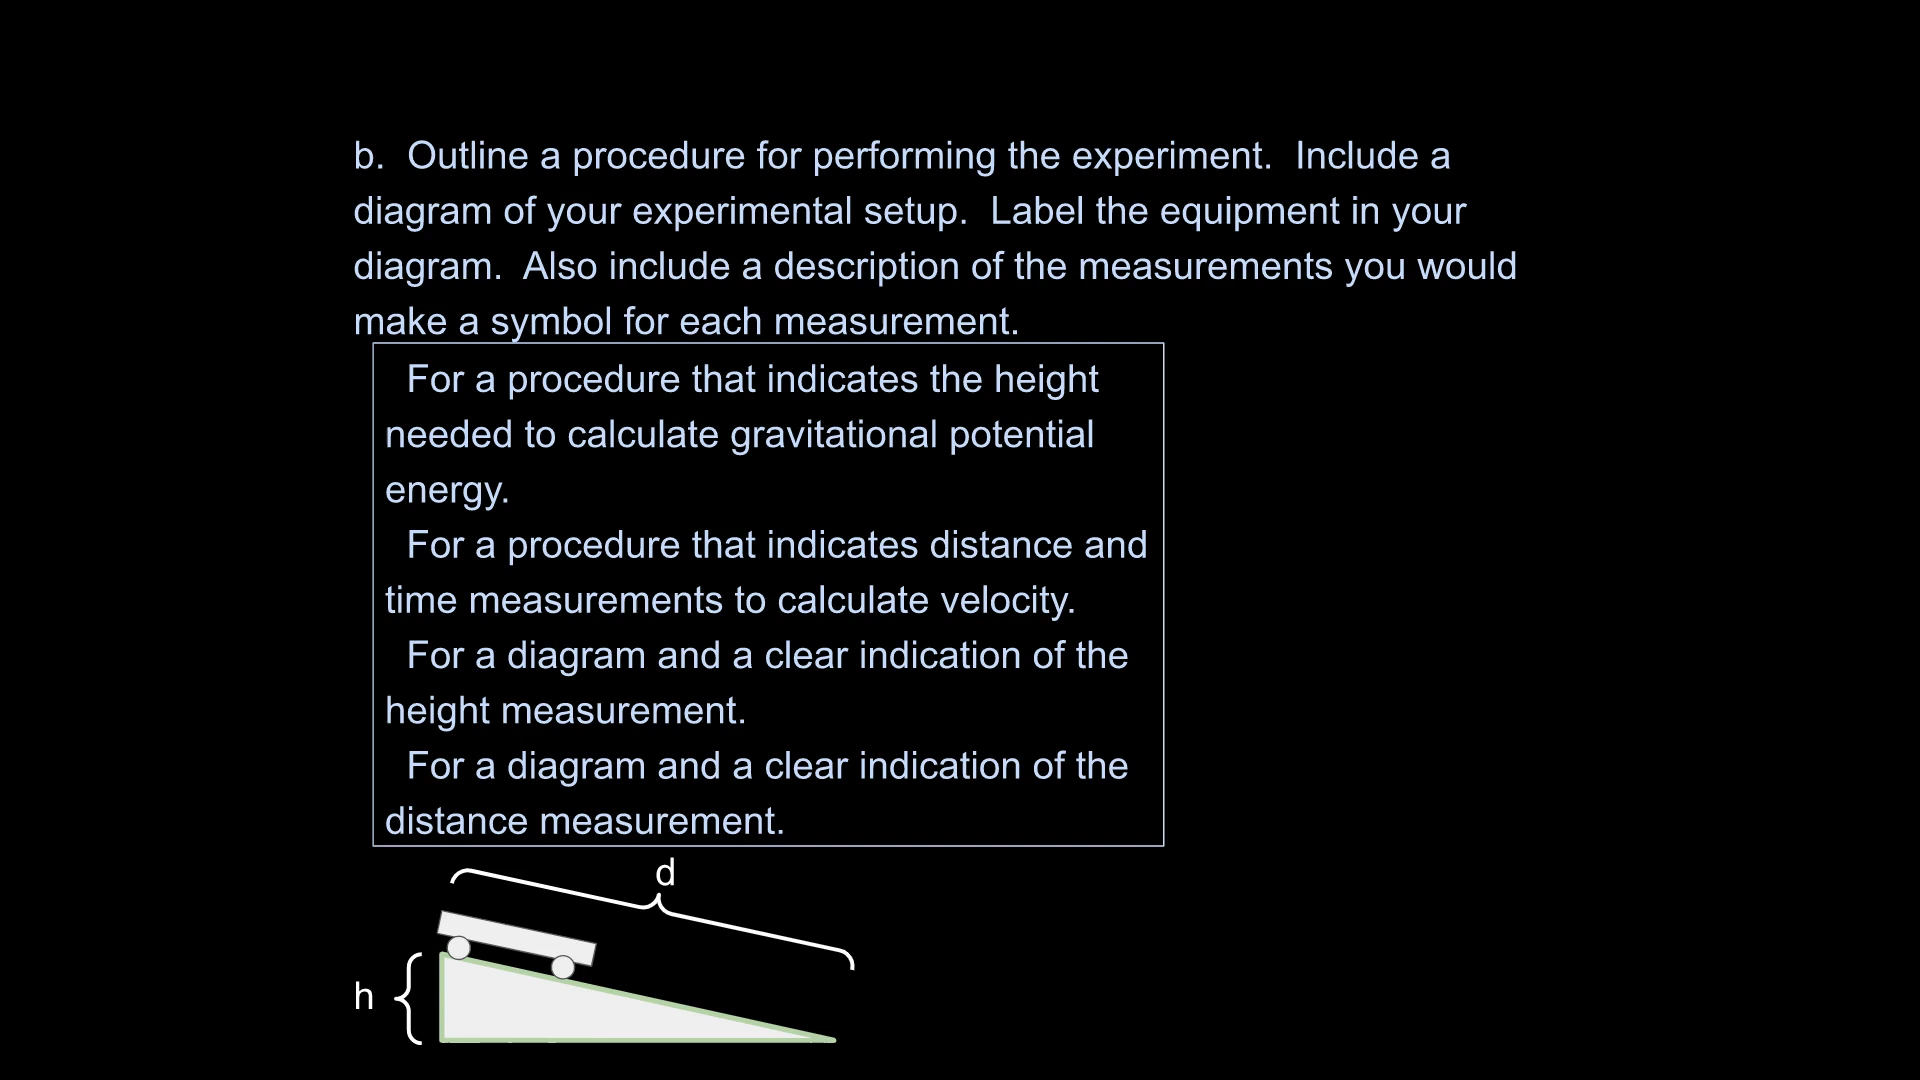 b.  Outline a procedure for performing the experiment.  Include a
diagram of your experimental setup.  Label the equipment in your
diagram.  Also include a description of the measurements you would
make a symbol for each measurement.
For a procedure that indicates the height
needed to calculate gravitational potential
energy.
For a procedure that indicates distance and
time measurements to calculate velocity.
For a diagram and a clear indication of the
height measurement.
For a diagram and a clear indication of the
distance measurement.
d
h